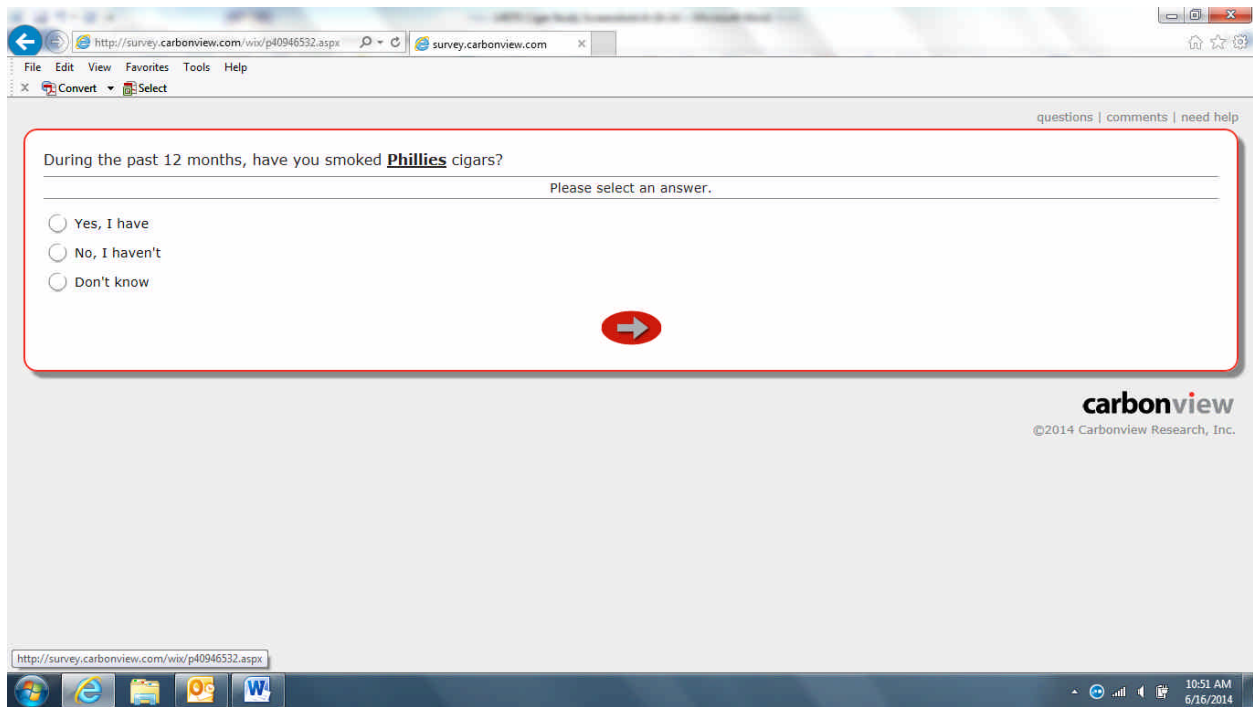 http://survey.carbonview.com/wix/p40946532.aspx
survey.carbonview.com
File Edit View Favorites Tools Help
Convert Select
questions | comments | need help
During the past 12 months, have you smoked Phillies cigars?
Please select an answer.
Yes, I have
No, I haven't
Don't know
carbonview
©2014 Carbonview Research, Inc.
http://survey.carbonview.com/wix/p40946532.aspx
10:51 AM
6/16/2014